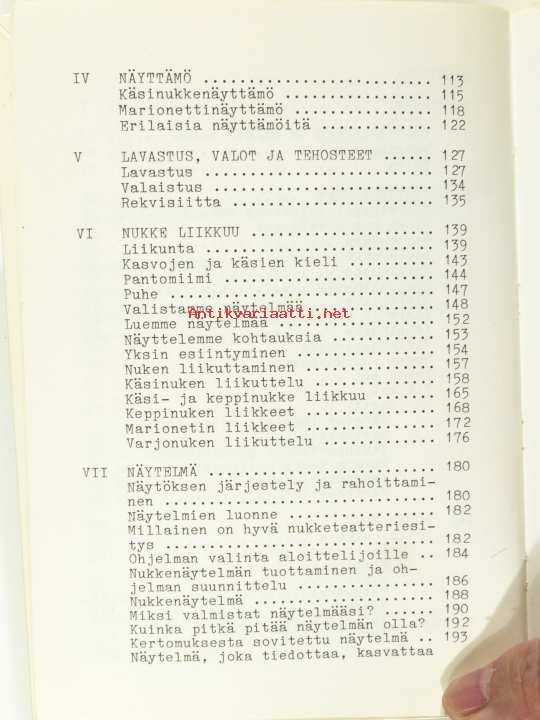 IV NÄYTTÄMÖ .......................... 113
Käsinukkenäyttämö ................. 115
Marionettinäyttämö ................ 118
Erilaisia näyttämöitä ............. 122
V LAVASTUS, VALOT JA TEHOSTEET ...... 127
Lavastus .......................... 127
Valaistus ......................... 134
Rekvisiitta ....................... 135
VI NUKKE LIIKKUU ..................... 139
Liikunta .......................... 139
Kasvojen ja käsien kieli .......... 143
Pantomiimi ........................ 144
Puhe .............................. 147
Valistamme näytelmää .............. 148
Antikvariaatti.net
Luemme näytelmää .................. 152
Näyttelemme kohtauksia ............ 153
Yksin esiintyminen ................ 154
Nuken liikuttaminen ............... 157
Käsinuken liikuttelu .............. 158
Käsi- ja keppinukke liikkuu ....... 165
Keppinuken liikkeet ............... 168
Marionetin liikkeet ............... 172
Varjonuken liikuttelu ............. 176
VII NÄYTELMÄ .......................... 180
Näytöksen järjestely ja rahoittami-
nen ............................... 180
Näytelmien luonne ................. 182
Millainen on hyvä nukketeatteriesi-
tys ............................... 182
Ohjelman valinta aloittelijoille .. 184
Nukkenäytelmän tuottaminen ja oh-
jelman suunnittelu ................ 186
Nukkenäytelmä ..................... 188
Miksi valmistat näytelmääsi? ...... 190
Kuinka pitkä pitää näytelmän olla? 192
Kertomuksesta sovitettu näytelmä .. 193
Näytelmä, joka tiedottaa, kasvattaa